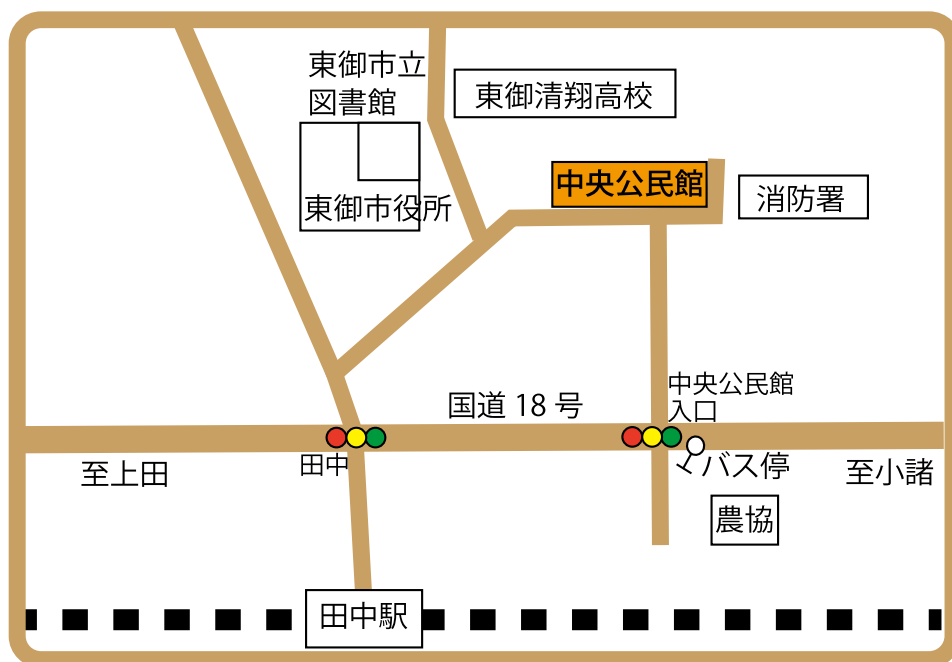 東御市立
図書館
東御清翔高校
中央公民館
消防署
東御市役所
中央公民館
入口
国道 18 号
田中
至上田
バス停
至小諸
農協
田中駅